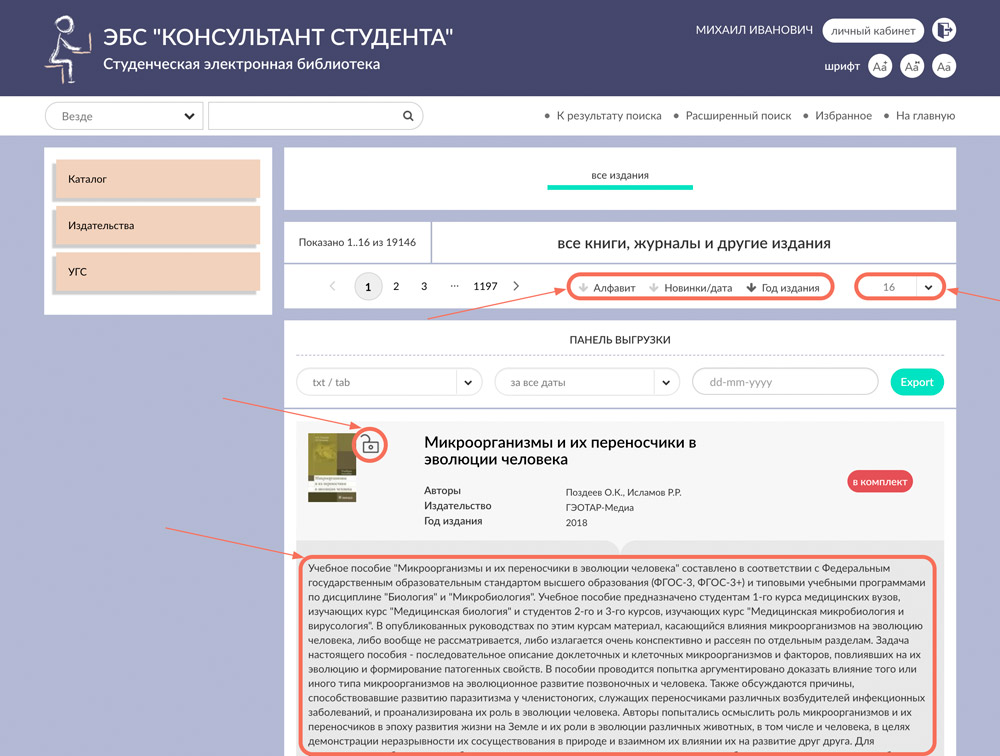 ЭБС "КОНСУЛЬТАНТ СТУДЕНТА"
Студенческая электронная библиотека
МИХАИЛ ИВАНОВИЧ
личный кабинет
шрифт
Aa+
Aa
Aa-
Везде
• К результату поиска • Расширенный поиск • Избранное • На главную
Каталог
Издательства
УГС
все издания
Показано 1..16 из 19146
все книги, журналы и другие издания
1 2 3 ... 1197
Алфавит Новинки/дата Год издания
16
ПАНЕЛЬ ВЫГРУЗКИ
txt / tab
за все даты
dd-mm-yyyy
Export
Микроорганизмы и их переносчики в
эволюции человека
в комплект
Авторы Поздеев О.К., Исламов Р.Р.
Издательство ГЭОТАР-Медиа
Год издания 2018
Учебное пособие "Микроорганизмы и их переносчики в эволюции человека" составлено в соответствии с Федеральным
государственным образовательным стандартом высшего образования (ФГОС-3, ФГОС-3+) и типовыми учебными программами
по дисциплине "Биология" и "Микробиология". Учебное пособие предназначено студентам 1-го курса медицинских вузов,
изучающих курс "Медицинская биология" и студентов 2-го и 3-го курсов, изучающих курс "Медицинская микробиология и
вирусология". В опубликованных руководствах по этим курсам материал, касающийся влияния микроорганизмов на эволюцию
человека, либо вообще не рассматривается, либо излагается очень конспективно и рассеян по отдельным разделам. Задача
настоящего пособия - последовательное описание доклеточных и клеточных микроорганизмов и факторов, повлиявших на их
эволюцию и формирование патогенных свойств. В пособии проводится попытка аргументировано доказать влияние того или
иного типа микроорганизмов на эволюционное развитие позвоночных и человека. Также обсуждаются причины,
способствовавшие развитию паразитизма у членистоногих, служащих переносчиками различных возбудителей инфекционных
заболеваний, и проанализирована их роль в эволюции человека. Авторы попытались осмыслить роль микроорганизмов и их
переносчиков в эпоху развития жизни на Земле и их роли в эволюции различных животных, в том числе и человека, в целях
демонстрации неразрывности их сосуществования в природе и взаимном их влиянии их на развитие друг друга. Для